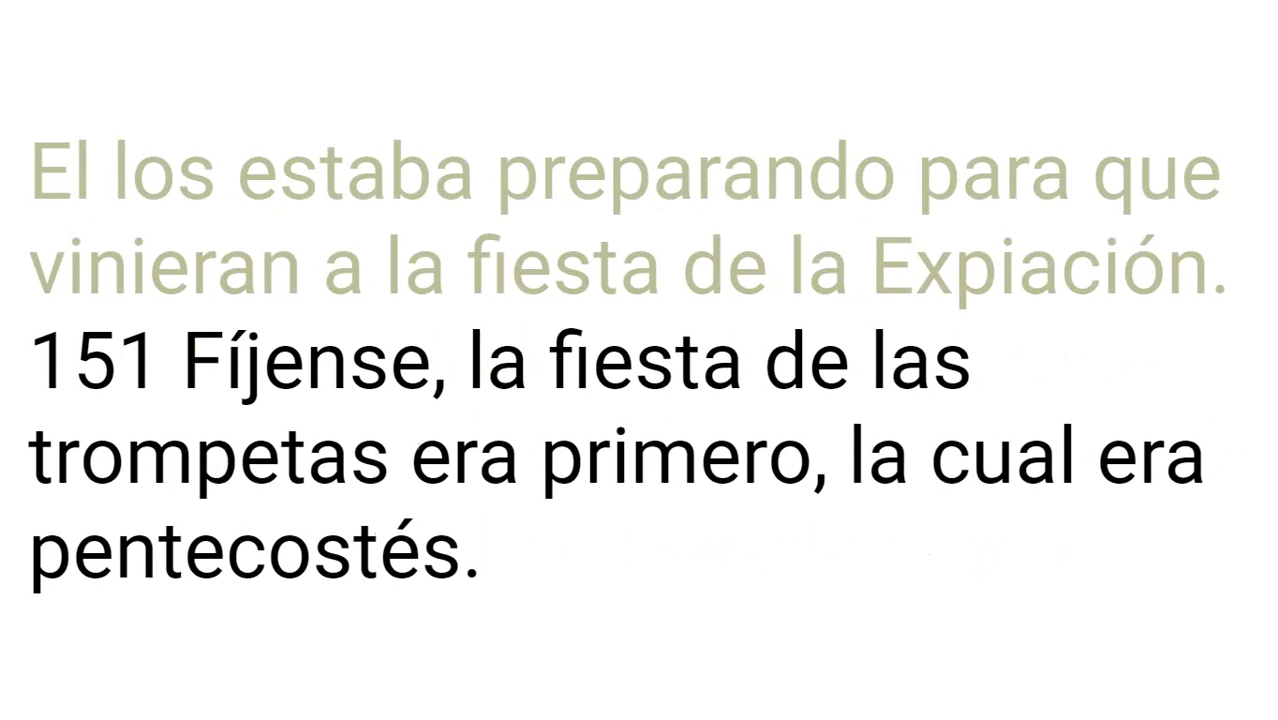 El los estaba preparando para que
vinieran a la fiesta de la Expiación.
151 Fíjense, la fiesta de las
trompetas era primero, la cual era
pentecostés.